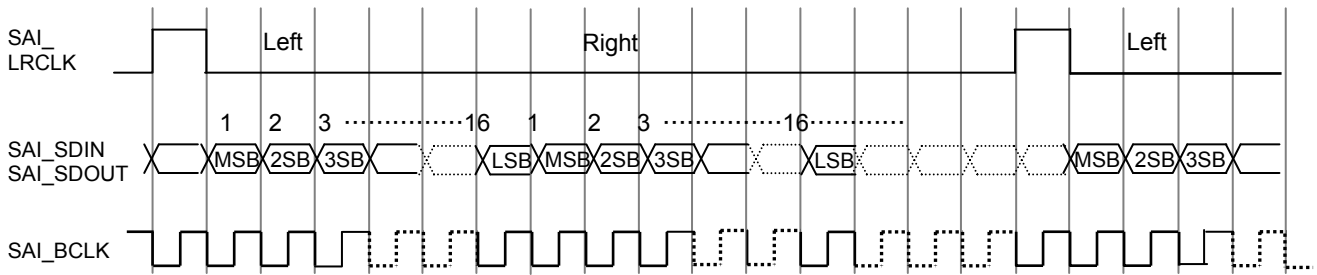 SAI_
LRCLK
Left
Right
Left
1 2 3 ················16 1 2 3 ················16·············
SAI_SDIN
SAI_SDOUT
MSB 2SB 3SB LSB MSB 2SB 3SB LSB MSB 2SB 3SB
SAI_BCLK